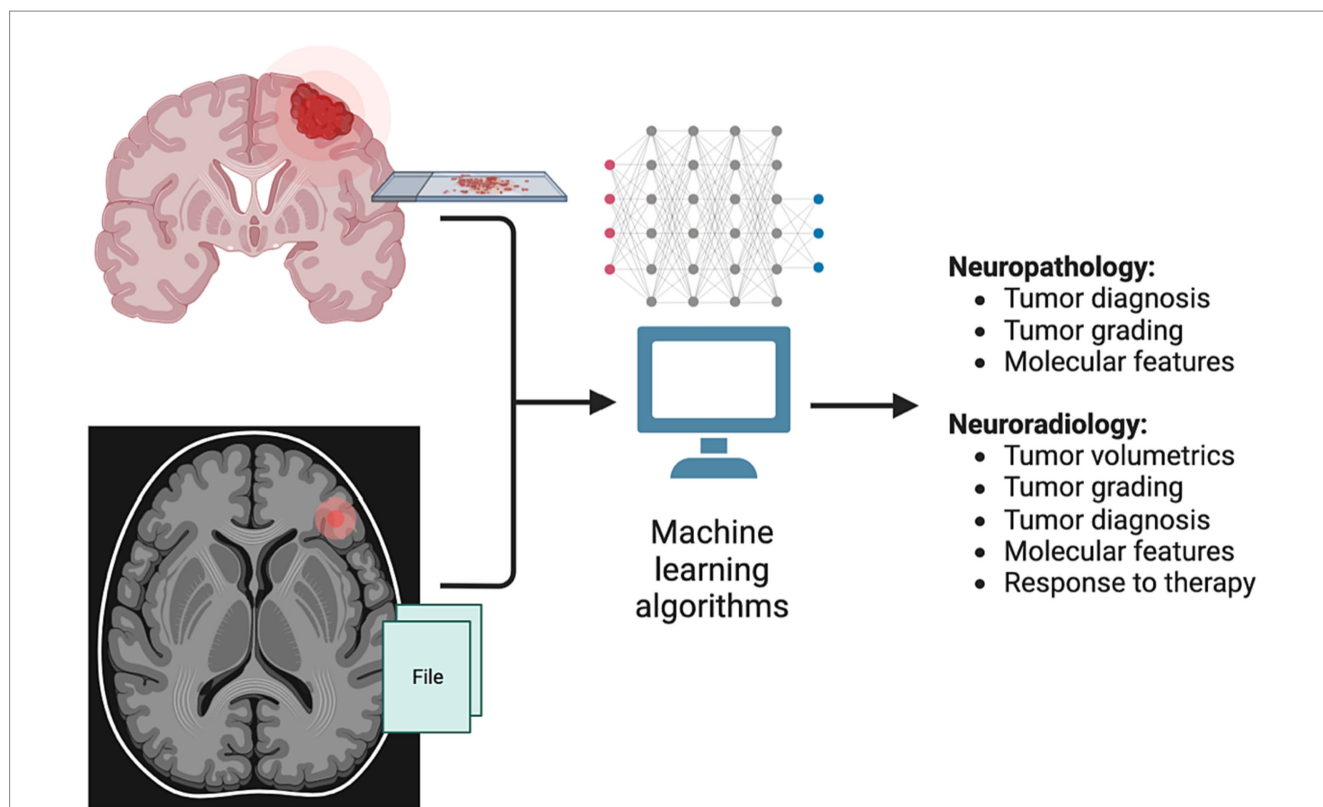 File
Machine
learning
algorithms
Neuropathology:
• Tumor diagnosis
• Tumor grading
• Molecular features
Neuroradiology:
• Tumor volumetrics
• Tumor grading
• Tumor diagnosis
• Molecular features
• Response to therapy